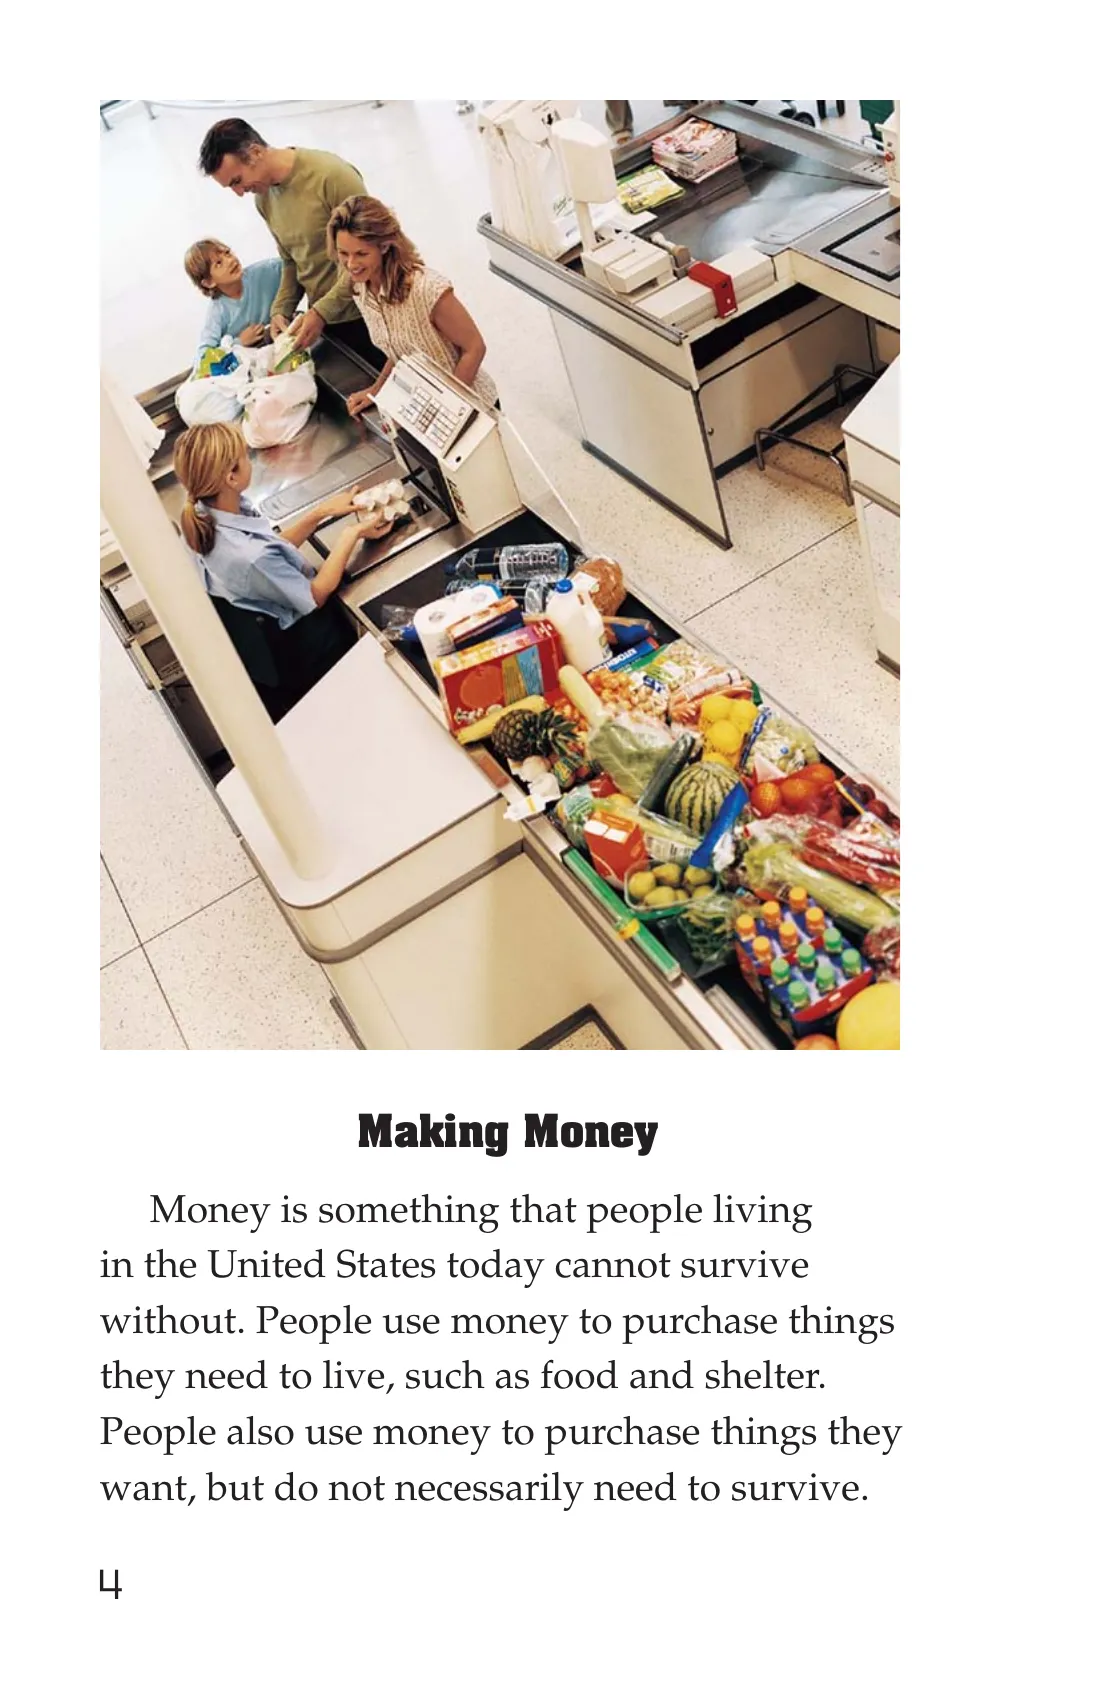 Making Money
Money is something that people living
in the United States today cannot survive
without. People use money to purchase things
they need to live, such as food and shelter.
People also use money to purchase things they
want, but do not necessarily need to survive.
4